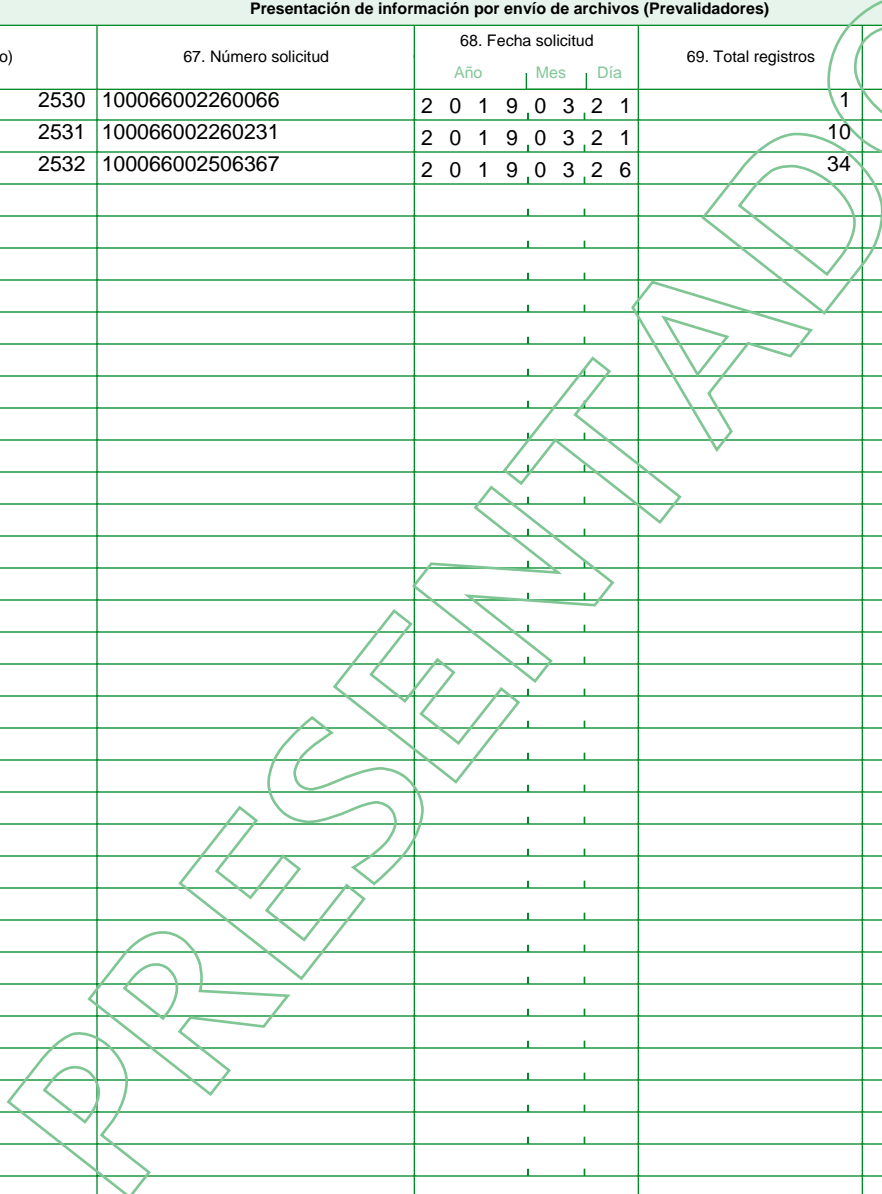 Presentación de información por envío de archivos (Prevalidadores)
o) 67. Número solicitud 68. Fecha solicitud 69. Total registros
Año Mes Día
2530 100066002260066 2 0 1 9 0 3 2 1 1
2531 100066002260231 2 0 1 9 0 3 2 1 10
2532 100066002506367 2 0 1 9 0 3 2 6 34
PRESENTADO